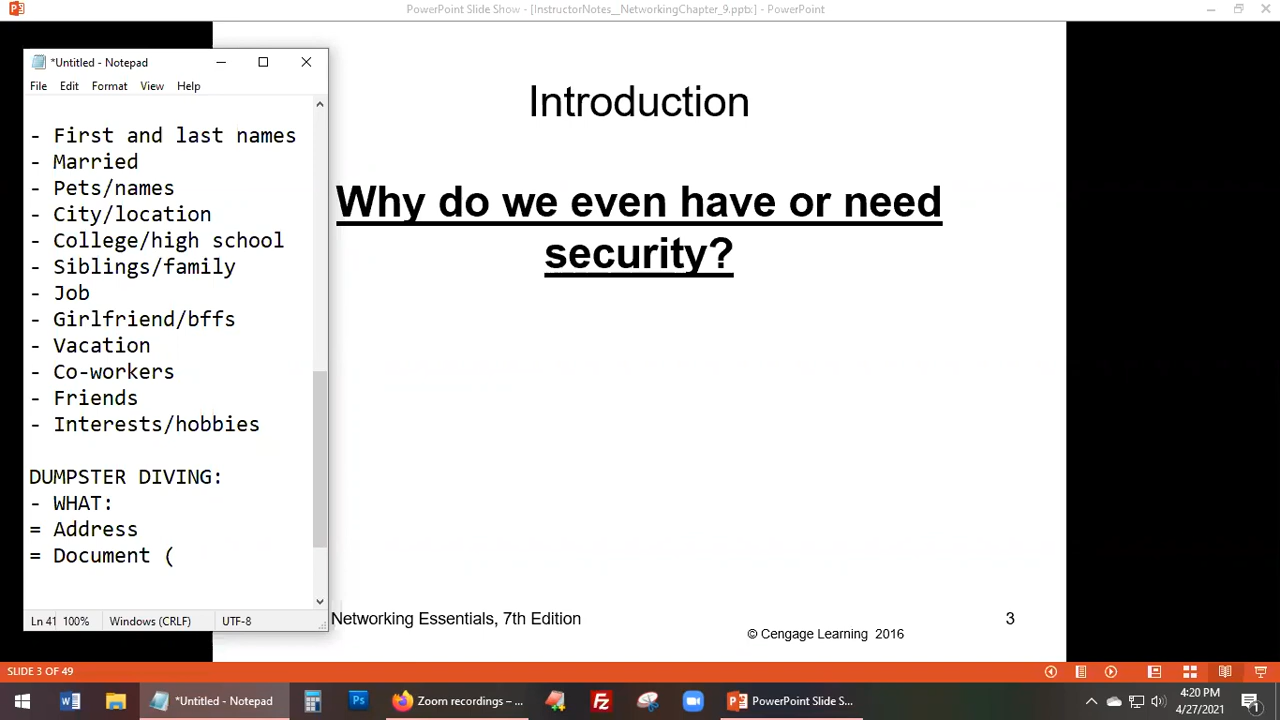 PowerPoint Slide Show - [InstructorNotes__NetworkingChapter_9.ppb:] - PowerPoint
*Untitled - Notepad
File Edit Format View Help
- First and last names
- Married
- Pets/names
- City/location
- College/high school
- Siblings/family
- Job
- Girlfriend/bffs
- Vacation
- Co-workers
- Friends
- Interests/hobbies
DUMPSTER DIVING:
- WHAT:
= Address
= Document (
Ln 41 100% Windows (CRLF) UTF-8
Introduction
Why do we even have or need
security?
Networking Essentials, 7th Edition
3
© Cengage Learning 2016
SLIDE 3 OF 49
*Untitled - Notepad
Zoom recordings – ...
PowerPoint Slide S...
4:20 PM
4/27/2021